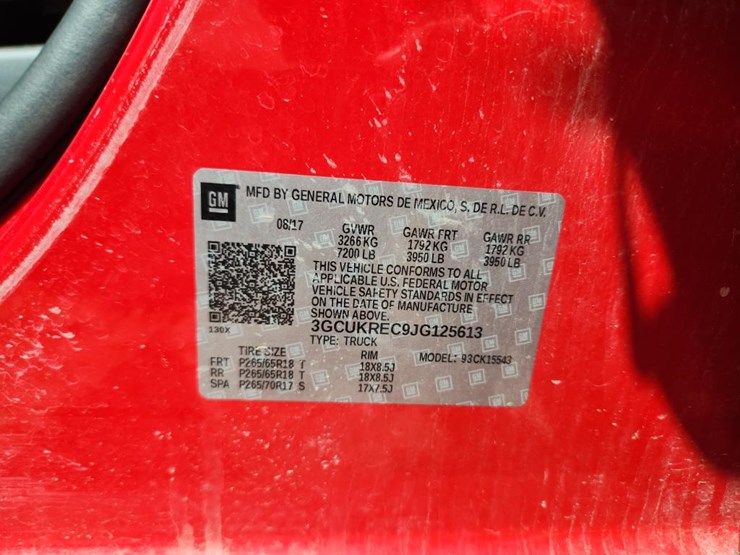 GM MFD BY GENERAL MOTORS DE MEXICO, S. DE R.L. DE C.V.
08/17 GVWR GAWR FRT GAWR RR
3266 KG 1792 KG 1792 KG
7200 LB 3950 LB 3950 LB
THIS VEHICLE CONFORMS TO ALL
APPLICABLE U.S. FEDERAL MOTOR
VEHICLE SAFETY STANDARDS IN EFFECT
ON THE DATE OF MANUFACTURE
SHOWN ABOVE.
130X 3GCUKREC9JG125613
TYPE: TRUCK
TIRE SIZE RIM MODEL: 93CK15543
FRT P265/65R18 T 18X8.5J
RR P265/65R18 T 18X8.5J
SPA P265/70R17 S 17X7.5J